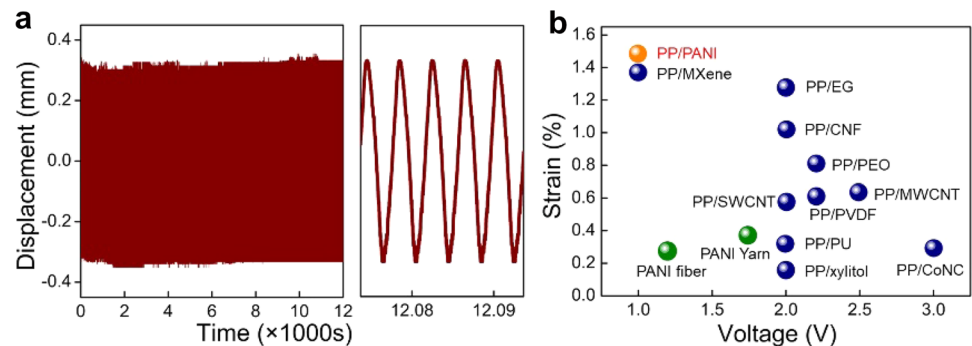 a
0.4
0.2
0.0
-0.2
-0.4
Displacement (mm)
0 2 4 6 8 10 12
12.08 12.09
Time (×1000s)
b
1.6
1.4
1.2
1.0
0.8
0.6
0.4
0.2
0.0
Strain (%)
PP/PANI
PP/MXene
PP/EG
PP/CNF
PP/PEO
PP/SWCNT
PP/MWCNT
PP/PVDF
PANI Yarn
PP/PU
PANI fiber
PP/xylitol
PP/CoNC
1.0 1.5 2.0 2.5 3.0
Voltage (V)